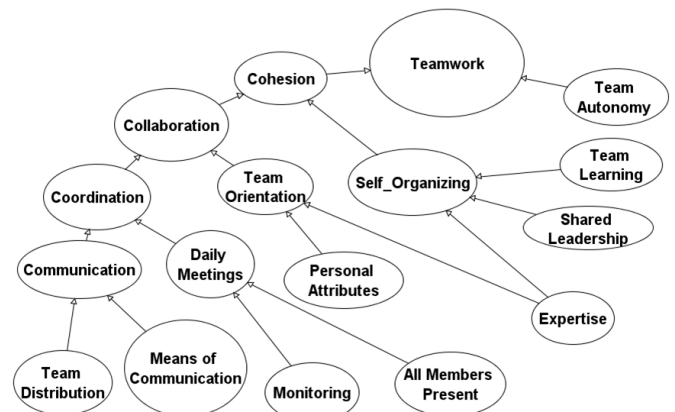 Teamwork
Cohesion
Team
Autonomy
Collaboration
Team
Learning
Self_Organizing
Team
Orientation
Coordination
Shared
Leadership
Daily
Meetings
Communication
Personal
Attributes
Expertise
Means of
Communication
Team
Distribution
All Members
Present
Monitoring